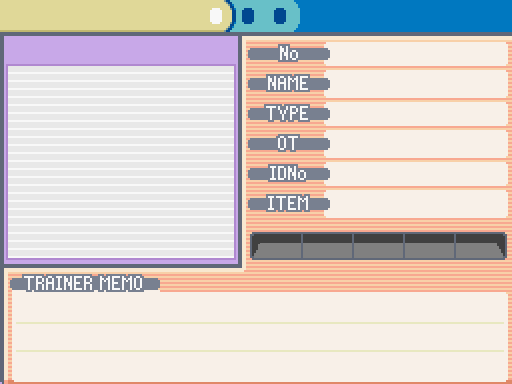 No
NAME
TYPE
OT
IDNo
ITEM
TRAINER MEMO